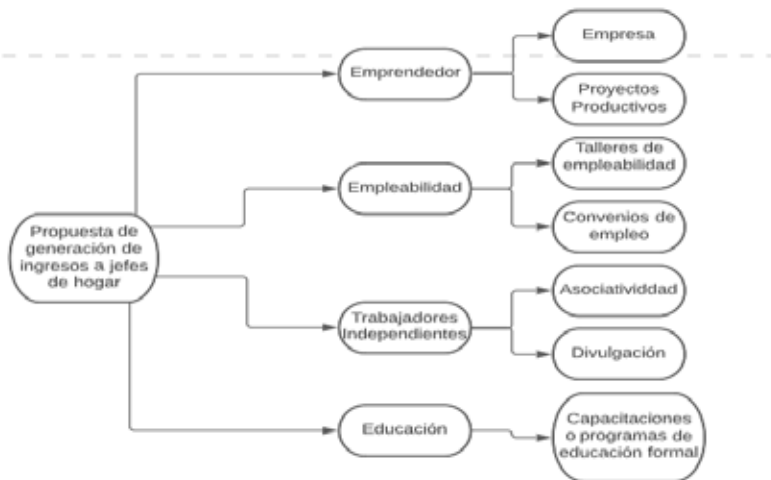 Propuesta de
generación de
ingresos a jefes
de hogar
Emprendedor
Empresa
Proyectos
Productivos
Empleabilidad
Talleres de
empleabilidad
Convenios de
empleo
Trabajadores
Independientes
Asociatividdad
Divulgación
Educación
Capacitaciones
o programas de
educación formal